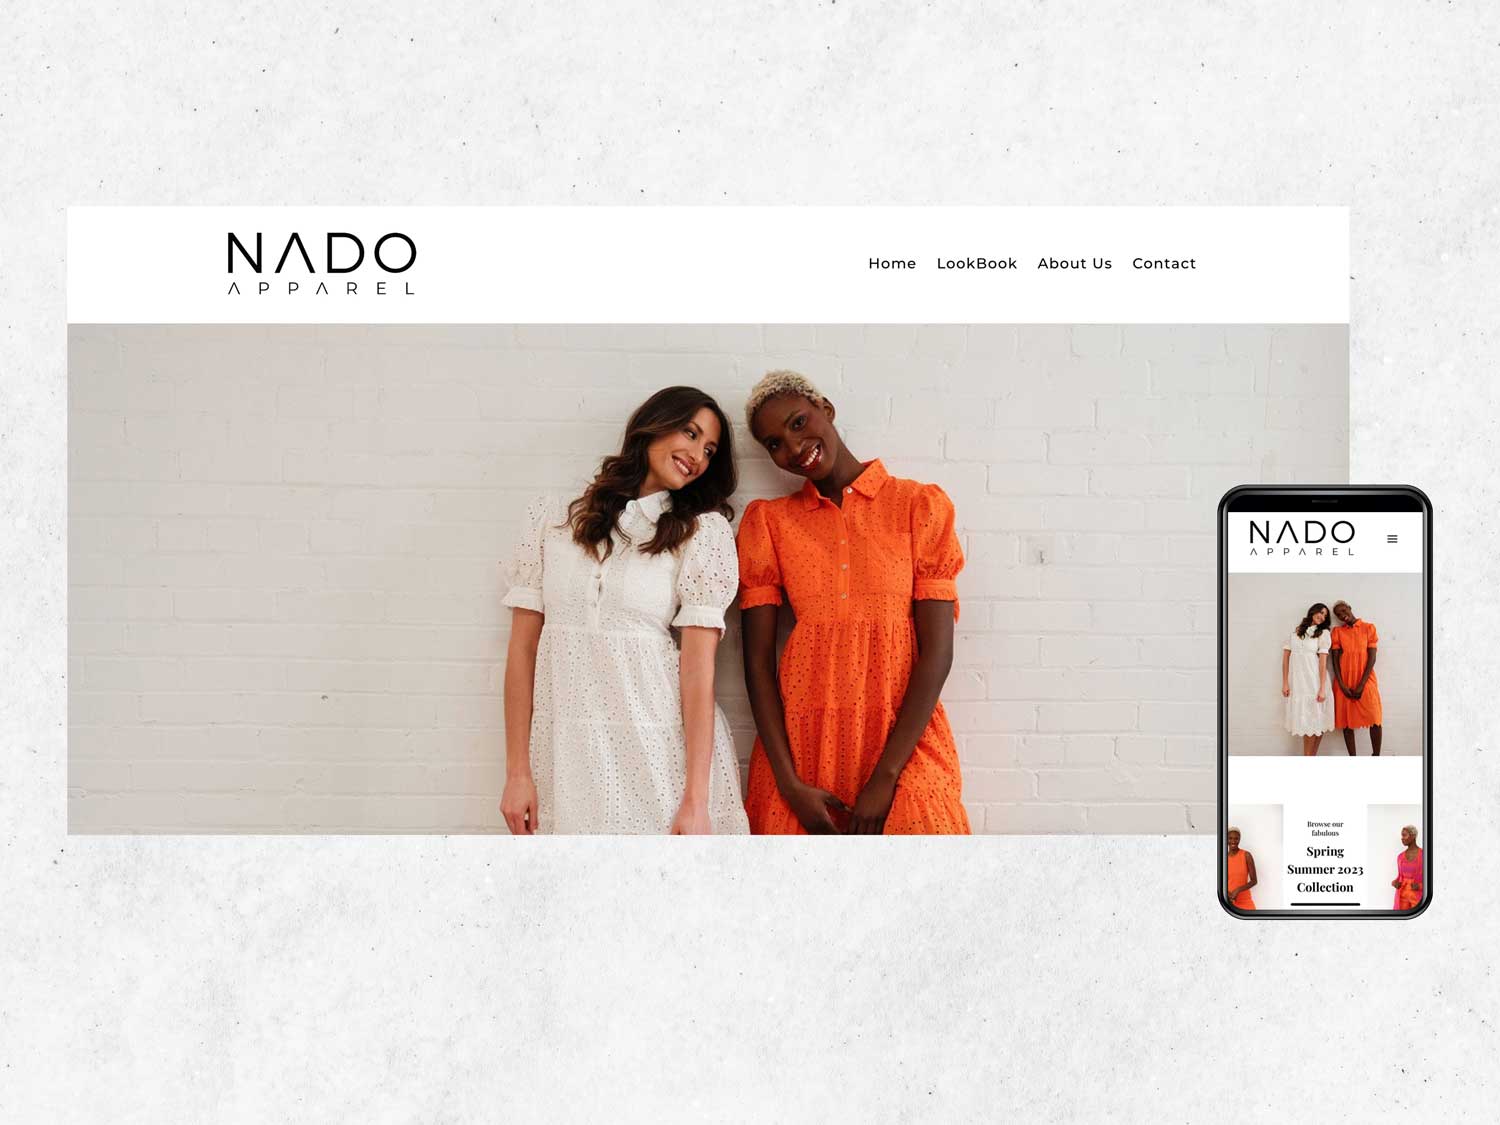 NADO
APPAREL
Home LookBook About Us Contact
NADO
APPAREL
Browse our
fabulous
Spring
Summer 2023
Collection